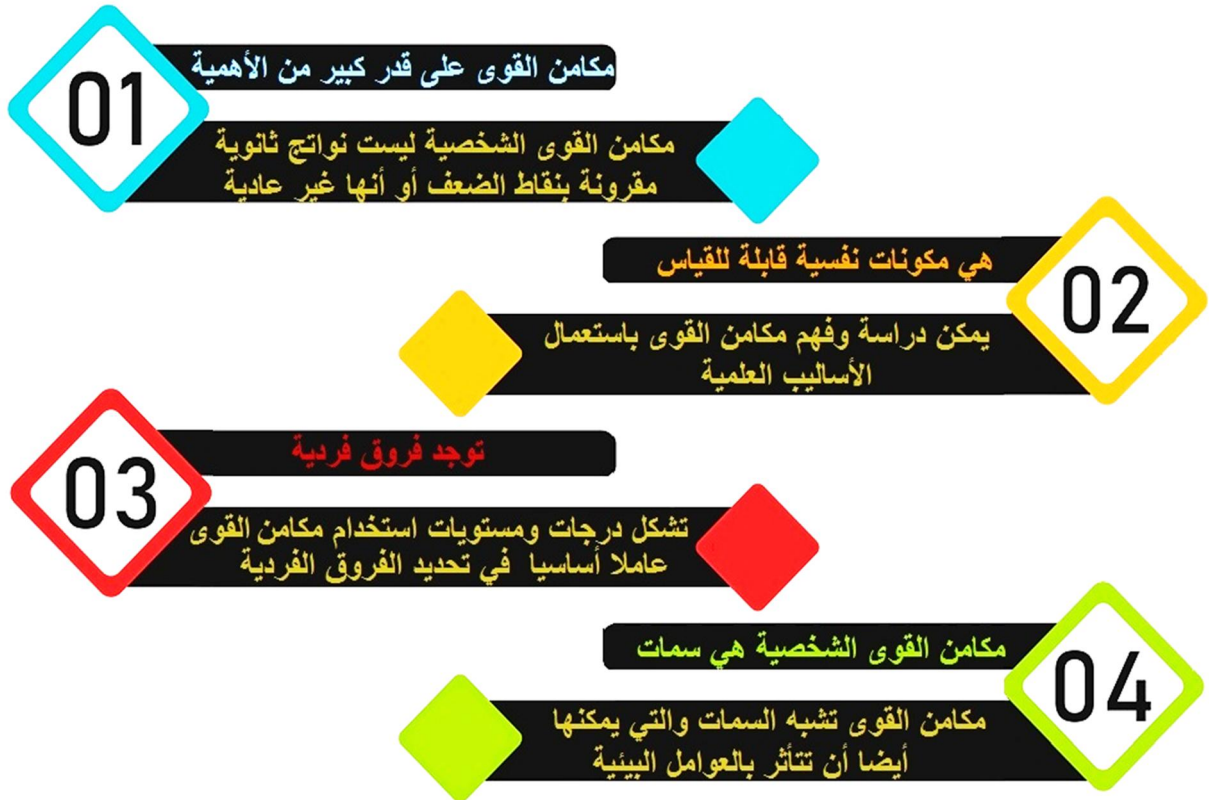 01
مكامن القوى على قدر كبير من الأهمية
مكامن القوى الشخصية ليست نواتج ثانوية
مقرونة بنقاط الضعف أو أنها غير عادية
02
هي مكونات نفسية قابلة للقياس
يمكن دراسة وفهم مكامن القوى باستعمال
الأساليب العلمية
03
توجد فروق فردية
تشكل درجات ومستويات استخدام مكامن القوى
عاملا أساسيا في تحديد الفروق الفردية
04
مكامن القوى الشخصية هي سمات
مكامن القوى تشبه السمات والتي يمكنها
أيضا أن تتأثر بالعوامل البيئية